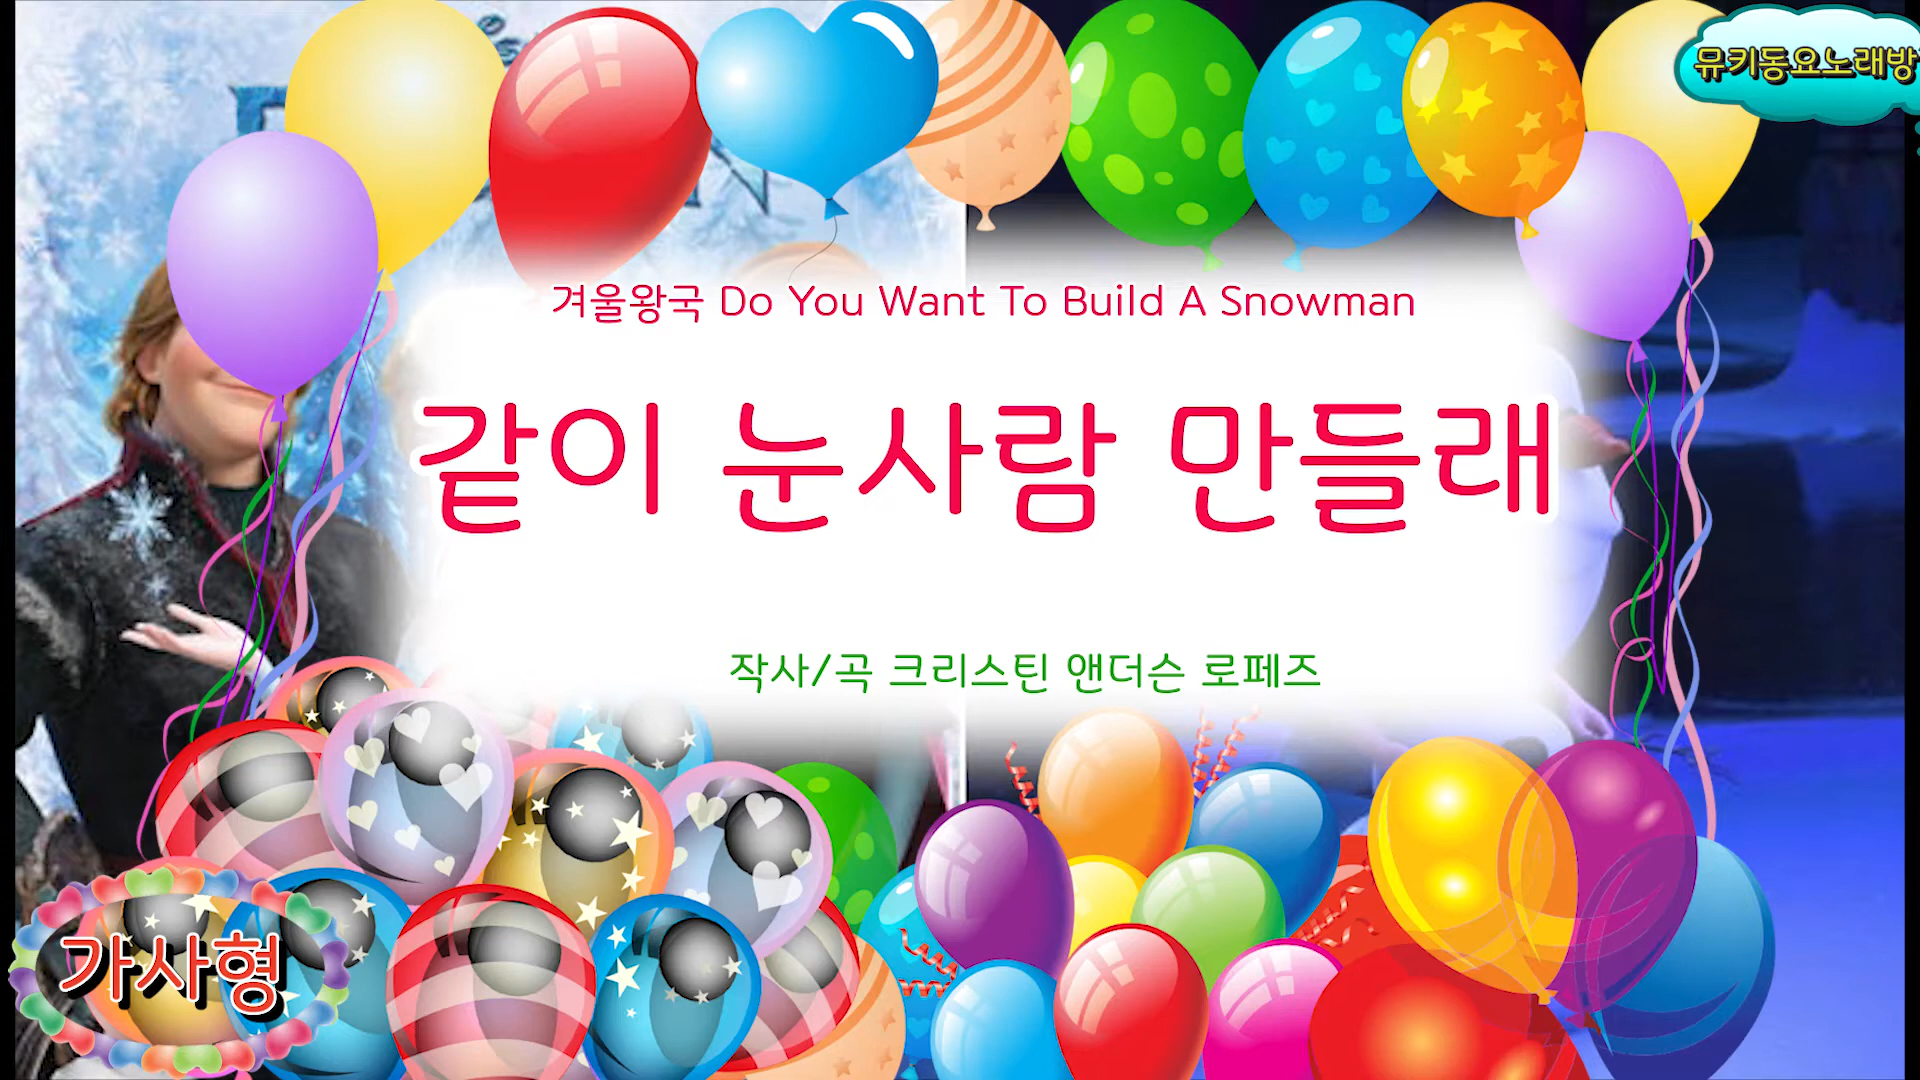 뮤키동요노래방
겨울왕국 Do You Want To Build A Snowman
같이 눈사람 만들래
작사/곡 크리스틴 앤더슨 로페즈
가사형